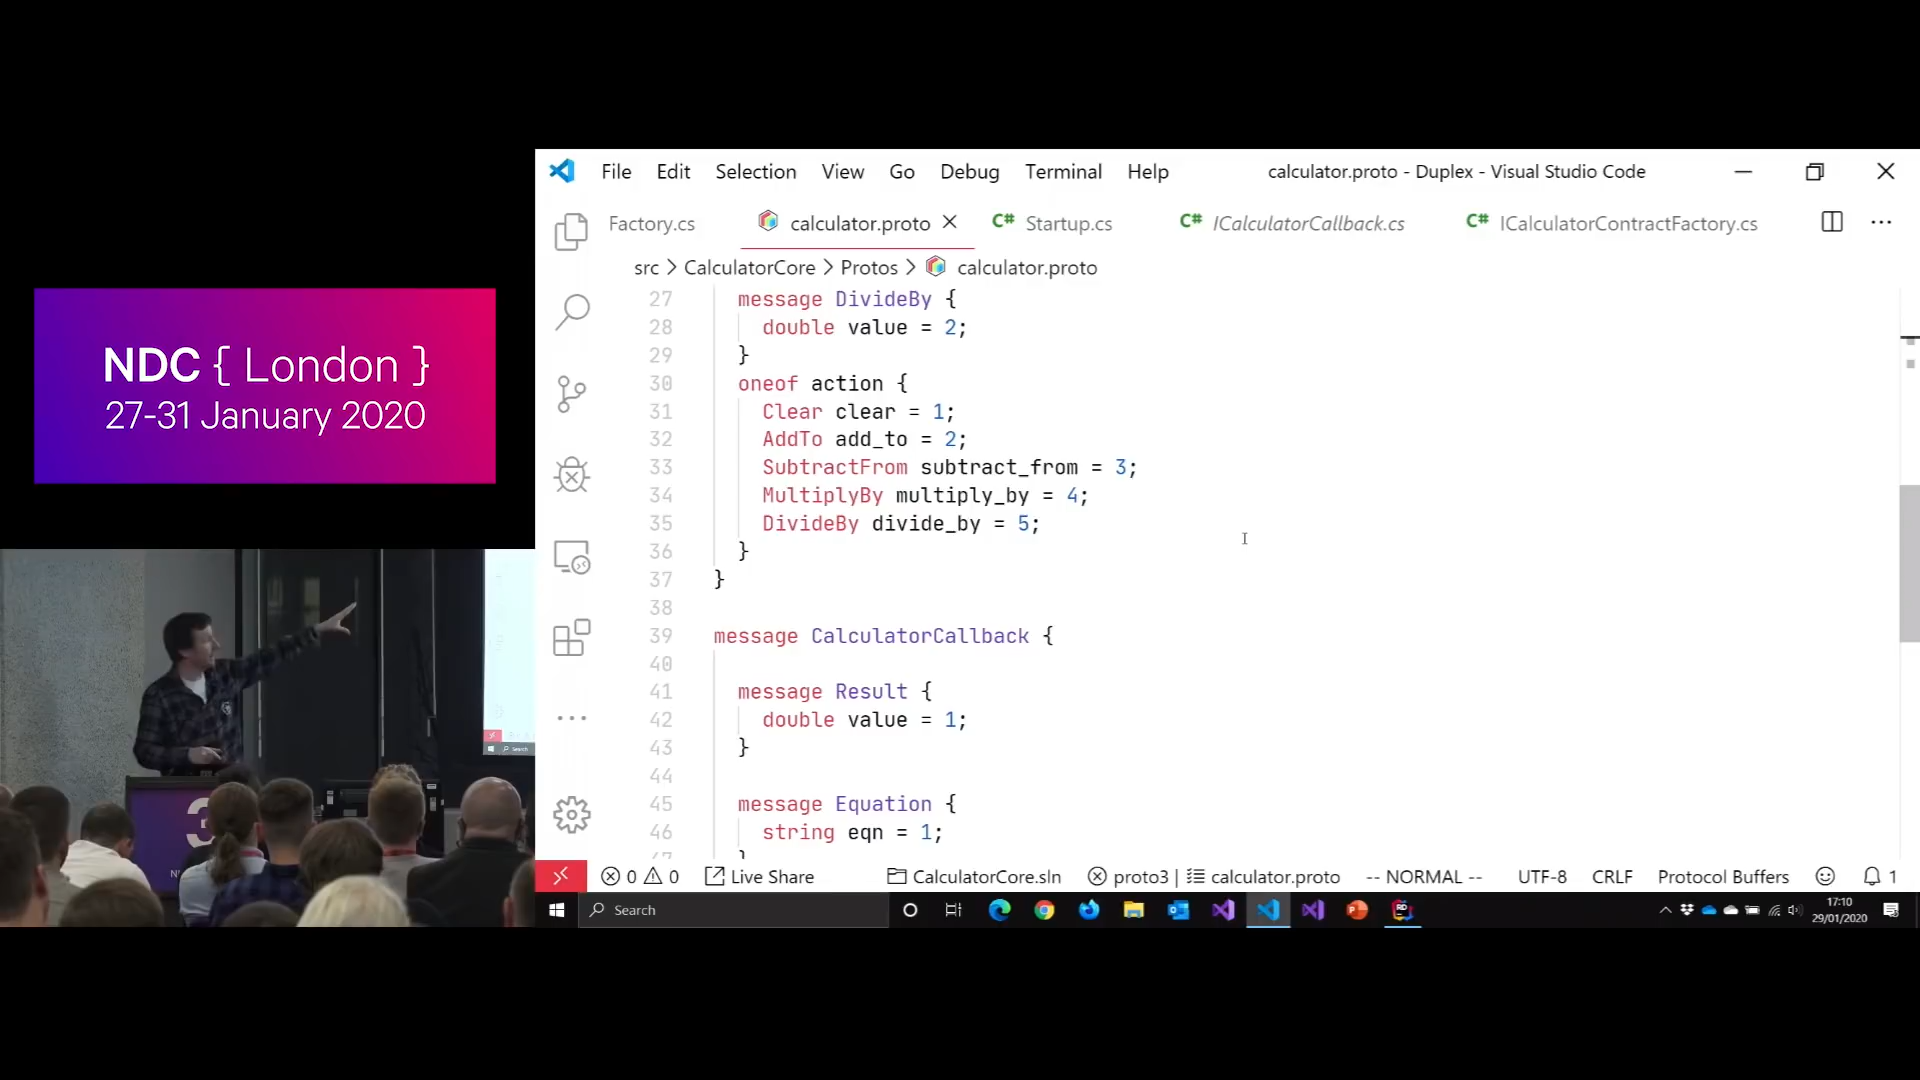 NDC { London }
27-31 January 2020
3
File Edit Selection View Go Debug Terminal Help calculator.proto - Duplex - Visual Studio Code
Factory.cs calculator.proto C# Startup.cs C# ICalculatorCallback.cs C# ICalculatorContractFactory.cs
src > CalculatorCore > Protos > calculator.proto
27 message DivideBy {
28 double value = 2;
29 }
30 oneof action {
31 Clear clear = 1;
32 AddTo add_to = 2;
33 SubtractFrom subtract_from = 3;
34 MultiplyBy multiply_by = 4;
35 DivideBy divide_by = 5;
36 }
37 }
38
39 message CalculatorCallback {
40
41 message Result {
42 double value = 1;
43 }
44
45 message Equation {
46 string eqn = 1;
47 }
0 0 Live Share CalculatorCore.sln proto3 | calculator.proto -- NORMAL -- UTF-8 CRLF Protocol Buffers 1
Search 17:10
29/01/2020